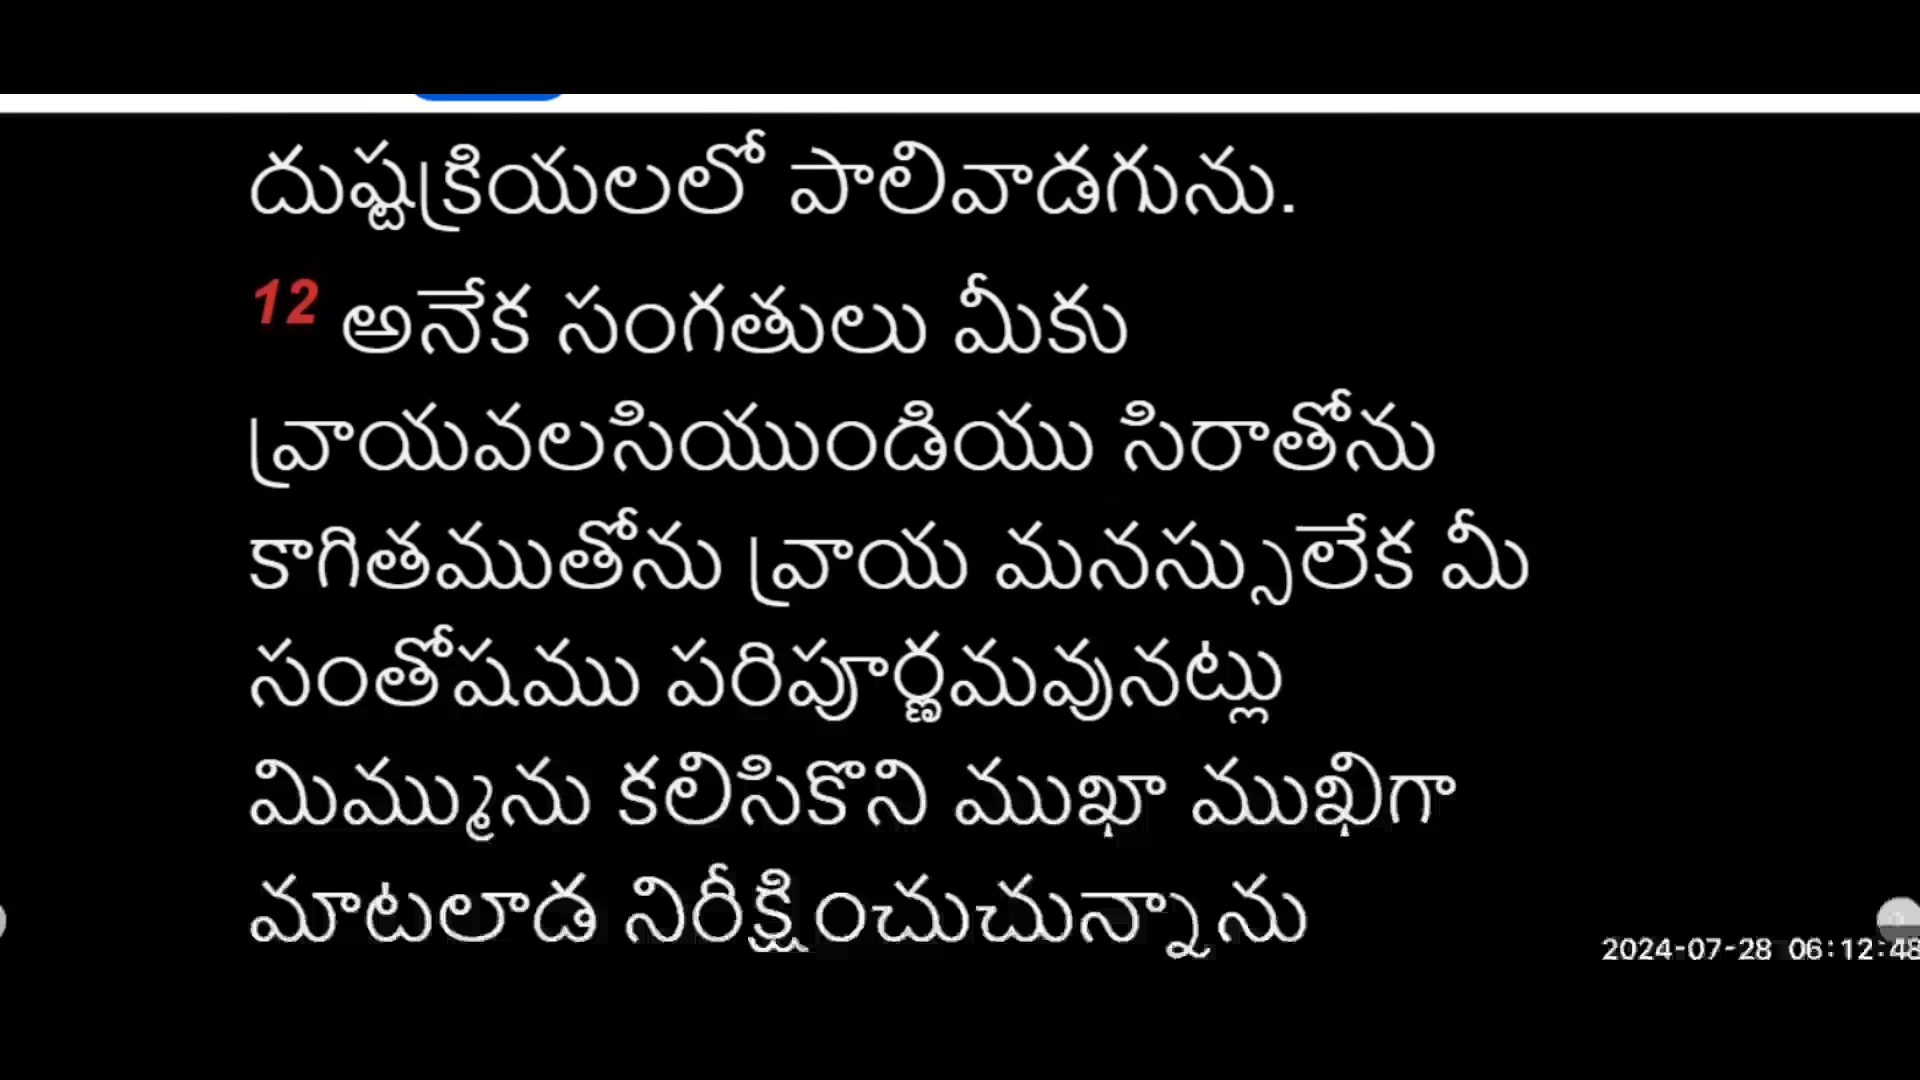 దుష్టక్రియలలో పాలివాడగును.
12 అనేక సంగతులు మీకు
వ్రాయవలసియుండియు సిరాతోను
కాగితముతోను వ్రాయ మనస్సులేక మీ
సంతోషము పరిపూర్ణమవునట్లు
మిమ్మును కలిసికొని ముఖా ముఖిగా
మాటలాడ నిరీక్షించుచున్నాను
2024-07-28 06:12:48